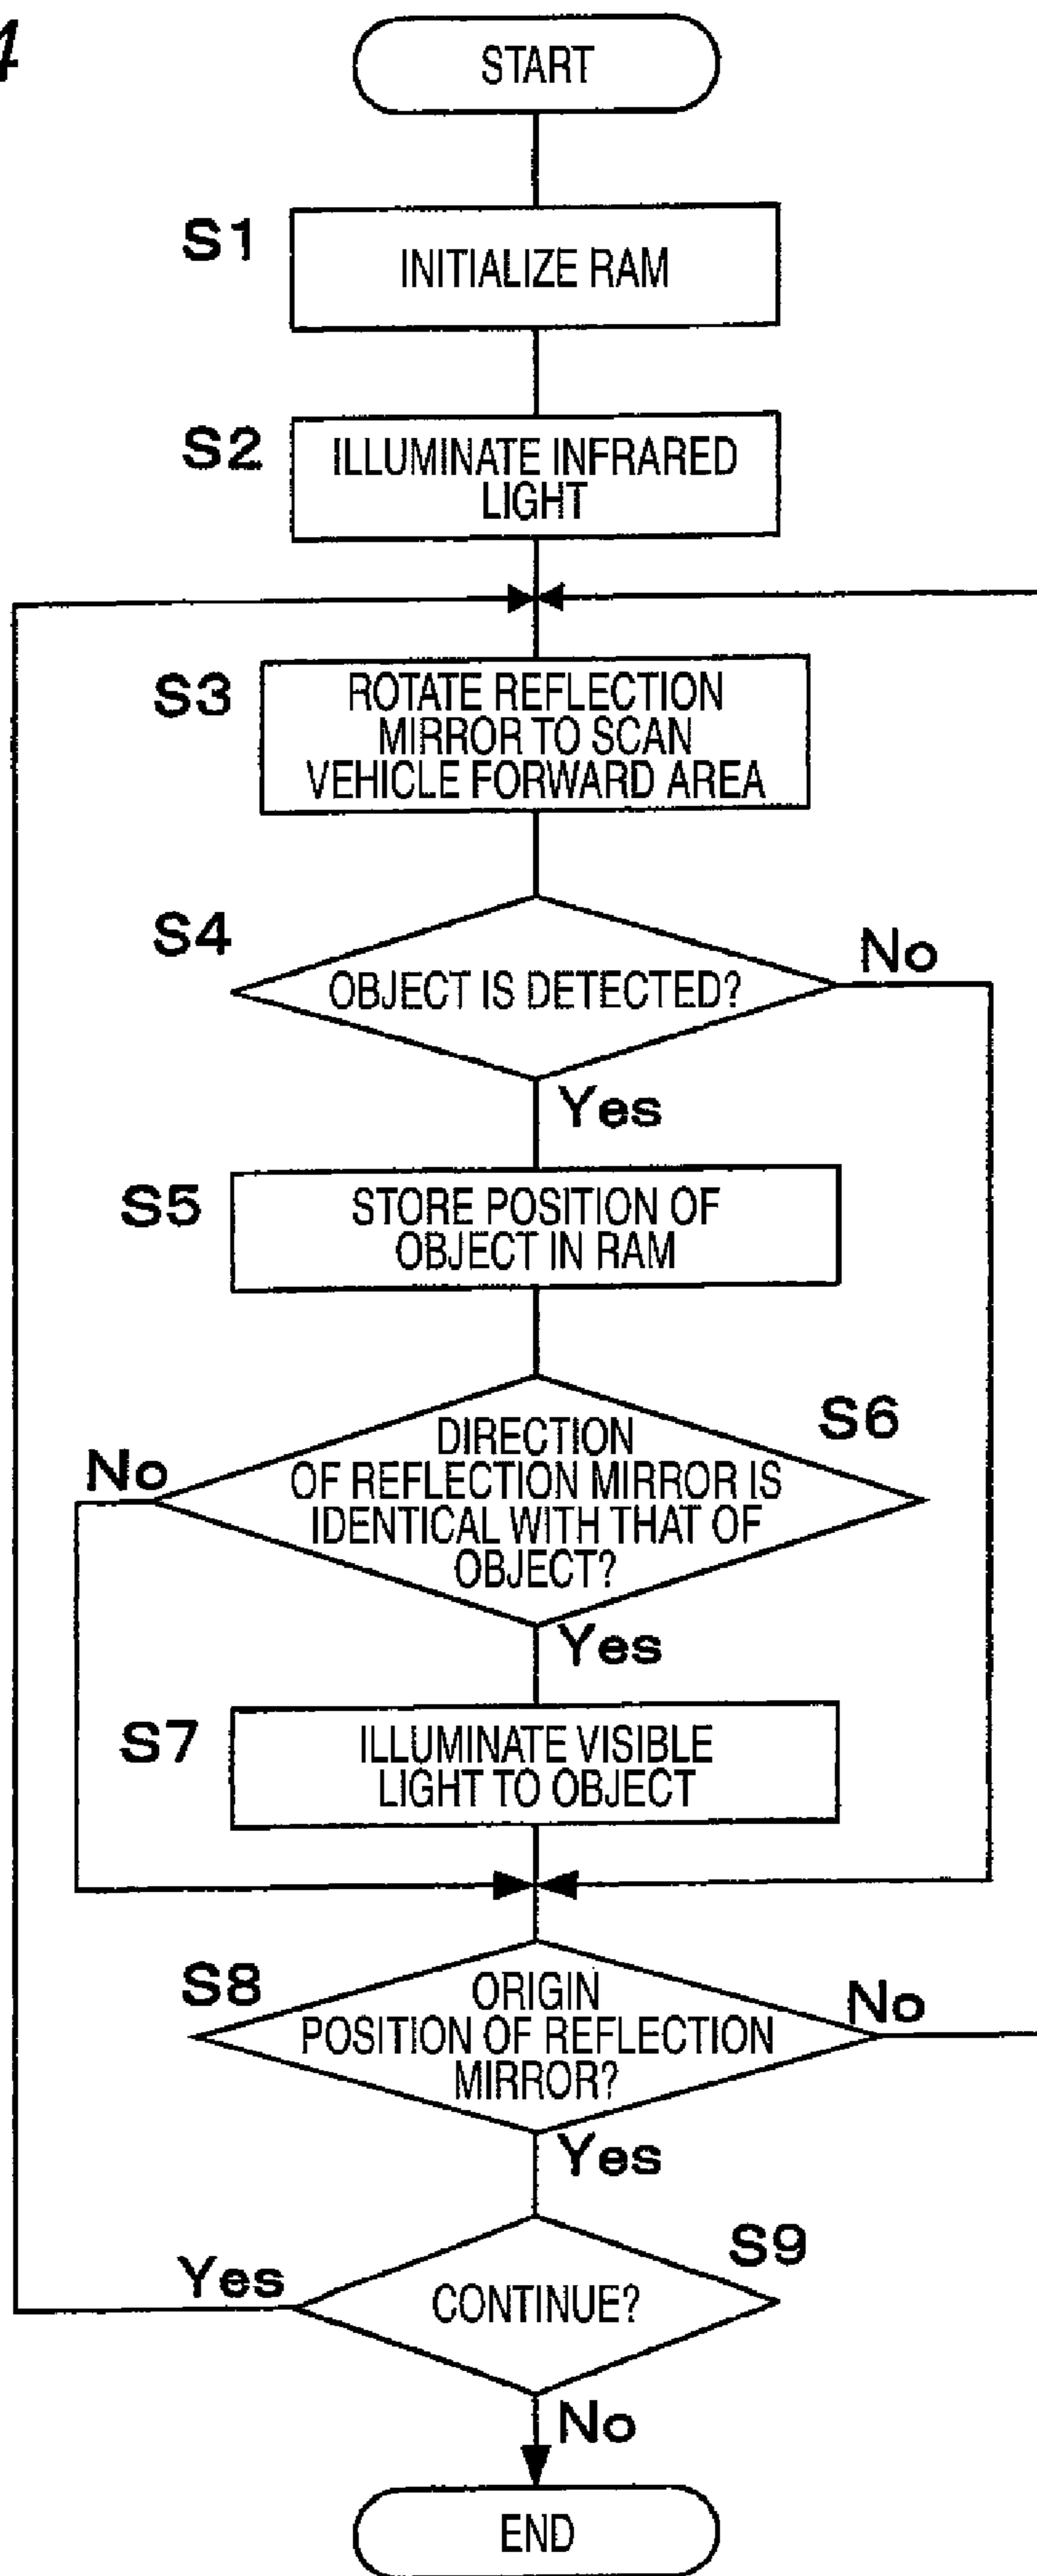 4
START
S1
INITIALIZE RAM
S2
ILLUMINATE INFRARED
LIGHT
S3
ROTATE REFLECTION
MIRROR TO SCAN
VEHICLE FORWARD AREA
S4
OBJECT IS DETECTED?
No
Yes
S5
STORE POSITION OF
OBJECT IN RAM
S6
DIRECTION
OF REFLECTION MIRROR IS
IDENTICAL WITH THAT OF
OBJECT?
No
Yes
S7
ILLUMINATE VISIBLE
LIGHT TO OBJECT
S8
ORIGIN
POSITION OF REFLECTION
MIRROR?
No
Yes
S9
CONTINUE?
Yes
No
END